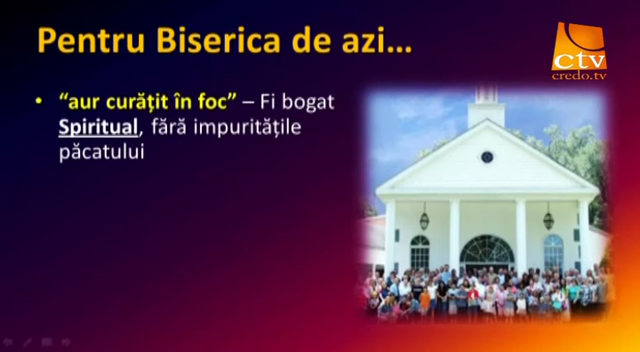 Pentru Biserica de azi...
ctv
credo.tv
• “aur curățit în foc” – Fi bogat
Spiritual, fără impuritățile
păcatului